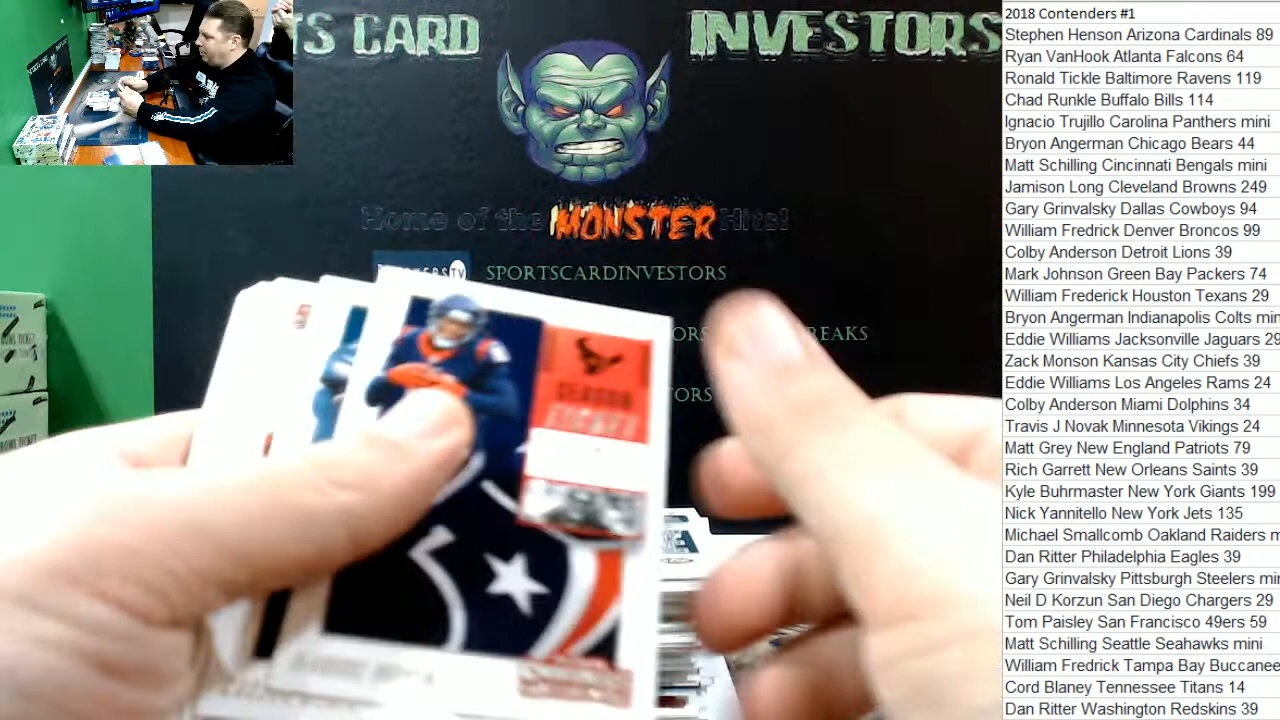 TS CARD INVESTORS
Home of the MONSTER Hits!
SPORTSCARDINVESTORS
SEASON
TICKET
2018 Contenders #1
Stephen Henson Arizona Cardinals 89
Ryan VanHook Atlanta Falcons 64
Ronald Tickle Baltimore Ravens 119
Chad Runkle Buffalo Bills 114
Ignacio Trujillo Carolina Panthers mini
Bryon Angerman Chicago Bears 44
Matt Schilling Cincinnati Bengals mini
Jamison Long Cleveland Browns 249
Gary Grinvalsky Dallas Cowboys 94
William Fredrick Denver Broncos 99
Colby Anderson Detroit Lions 39
Mark Johnson Green Bay Packers 74
William Frederick Houston Texans 29
Bryon Angerman Indianapolis Colts min
Eddie Williams Jacksonville Jaguars 29
Zack Monson Kansas City Chiefs 39
Eddie Williams Los Angeles Rams 24
Colby Anderson Miami Dolphins 34
Travis J Novak Minnesota Vikings 24
Matt Grey New England Patriots 79
Rich Garrett New Orleans Saints 39
Kyle Buhrmaster New York Giants 199
Nick Yannitello New York Jets 135
Michael Smallcomb Oakland Raiders m
Dan Ritter Philadelphia Eagles 39
Gary Grinvalsky Pittsburgh Steelers mini
Neil D Korzun San Diego Chargers 29
Tom Paisley San Francisco 49ers 59
Matt Schilling Seattle Seahawks mini
William Fredrick Tampa Bay Buccanee
Cord Blaney Tennessee Titans 14
Dan Ritter Washington Redskins 39